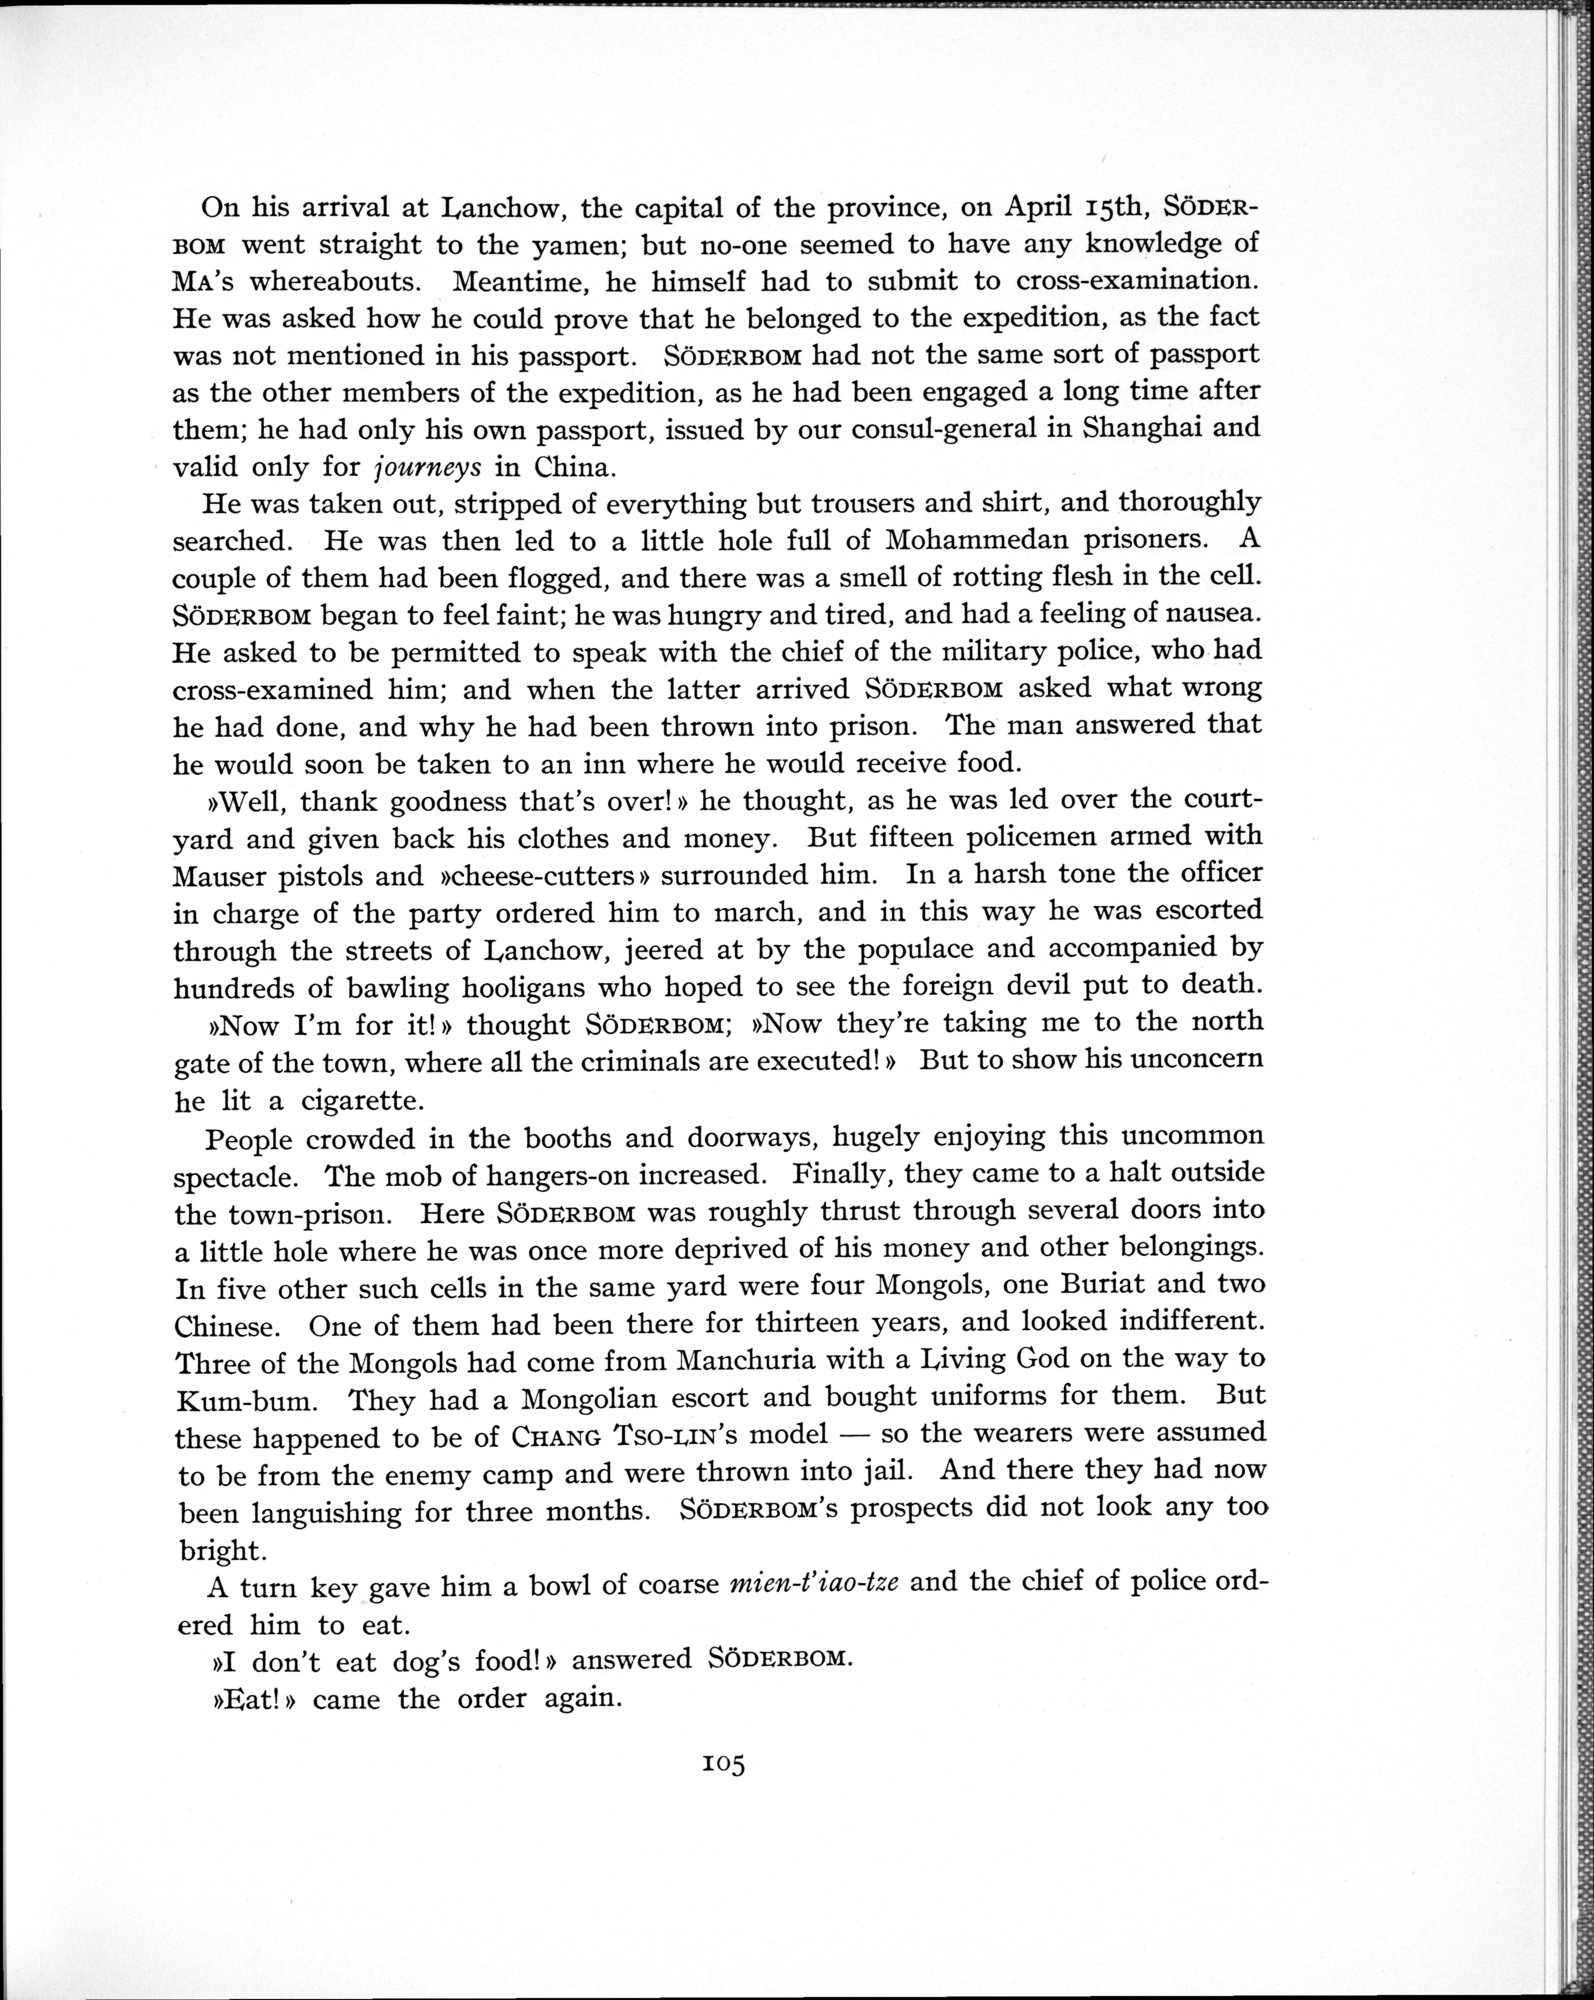 On his arrival at Lanchow, the capital of the province, on April 15th, SÖDER-
BOM went straight to the yamen; but no-one seemed to have any knowledge of
MA's whereabouts. Meantime, he himself had to submit to cross-examination.
He was asked how he could prove that he belonged to the expedition, as the fact
was not mentioned in his passport. SÖDERBOM had not the same sort of passport
as the other members of the expedition, as he had been engaged a long time after
them; he had only his own passport, issued by our consul-general in Shanghai and
valid only for journeys in China.
He was taken out, stripped of everything but trousers and shirt, and thoroughly
searched. He was then led to a little hole full of Mohammedan prisoners. A
couple of them had been flogged, and there was a smell of rotting flesh in the cell.
SÖDERBOM began to feel faint; he was hungry and tired, and had a feeling of nausea.
He asked to be permitted to speak with the chief of the military police, who had
cross-examined him; and when the latter arrived SÖDERBOM asked what wrong
he had done, and why he had been thrown into prison. The man answered that
he would soon be taken to an inn where he would receive food.
»Well, thank goodness that's over!» he thought, as he was led over the court-
yard and given back his clothes and money. But fifteen policemen armed with
Mauser pistols and »cheese-cutters» surrounded him. In a harsh tone the officer
in charge of the party ordered him to march, and in this way he was escorted
through the streets of Lanchow, jeered at by the populace and accompanied by
hundreds of bawling hooligans who hoped to see the foreign devil put to death.
»Now I'm for it!» thought SÖDERBOM; »Now they're taking me to the north
gate of the town, where all the criminals are executed!» But to show his unconcern
he lit a cigarette.
People crowded in the booths and doorways, hugely enjoying this uncommon
spectacle. The mob of hangers-on increased. Finally, they came to a halt outside
the town-prison. Here SÖDERBOM was roughly thrust through several doors into
a little hole where he was once more deprived of his money and other belongings.
In five other such cells in the same yard were four Mongols, one Buriat and two
Chinese. One of them had been there for thirteen years, and looked indifferent.
Three of the Mongols had come from Manchuria with a Living God on the way to
Kum-bum. They had a Mongolian escort and bought uniforms for them. But
these happened to be of CHANG TSO-LIN's model — so the wearers were assumed
to be from the enemy camp and were thrown into jail. And there they had now
been languishing for three months. SÖDERBOM's prospects did not look any too
bright.
A turn key gave him a bowl of coarse mien-t'iao-tze and the chief of police ord-
ered him to eat.
»I don't eat dog's food!» answered SÖDERBOM.
»Eat!» came the order again.
105